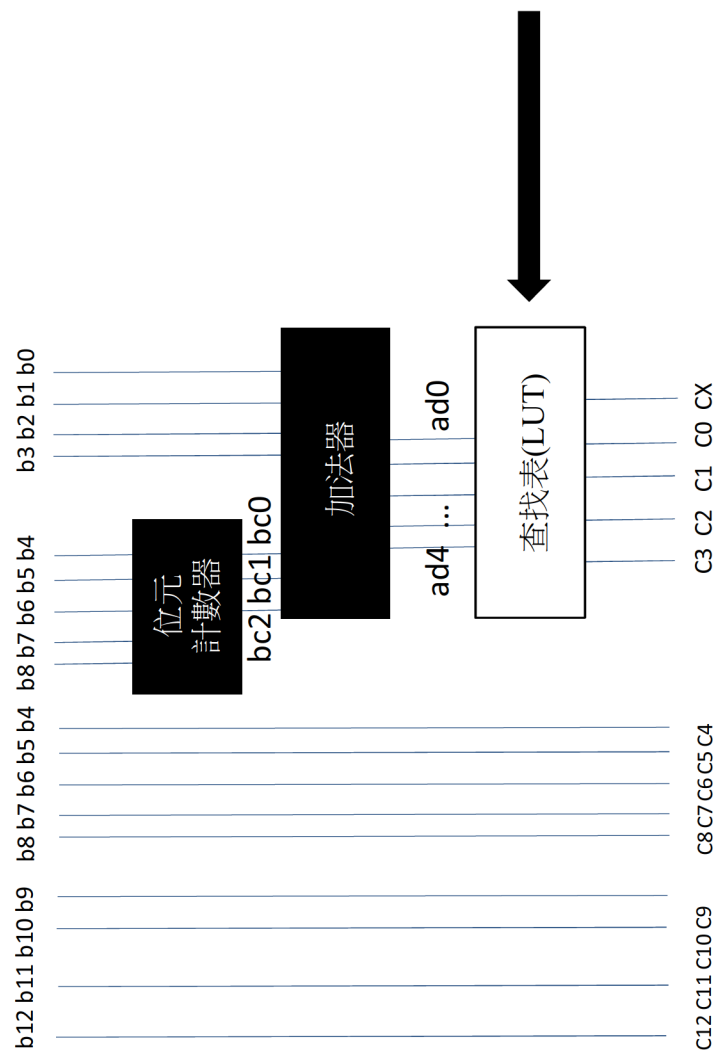 b12 b11 b10 b9
b8 b7 b6 b5 b4
b8 b7 b6 b5 b4
b3 b2 b1 b0
位元
計數器
bc2 bc1 bc0
加法器
ad4 ... ad0
查找表(LUT)
C12 C11 C10 C9
C8 C7 C6 C5 C4
C3 C2 C1 C0 CX